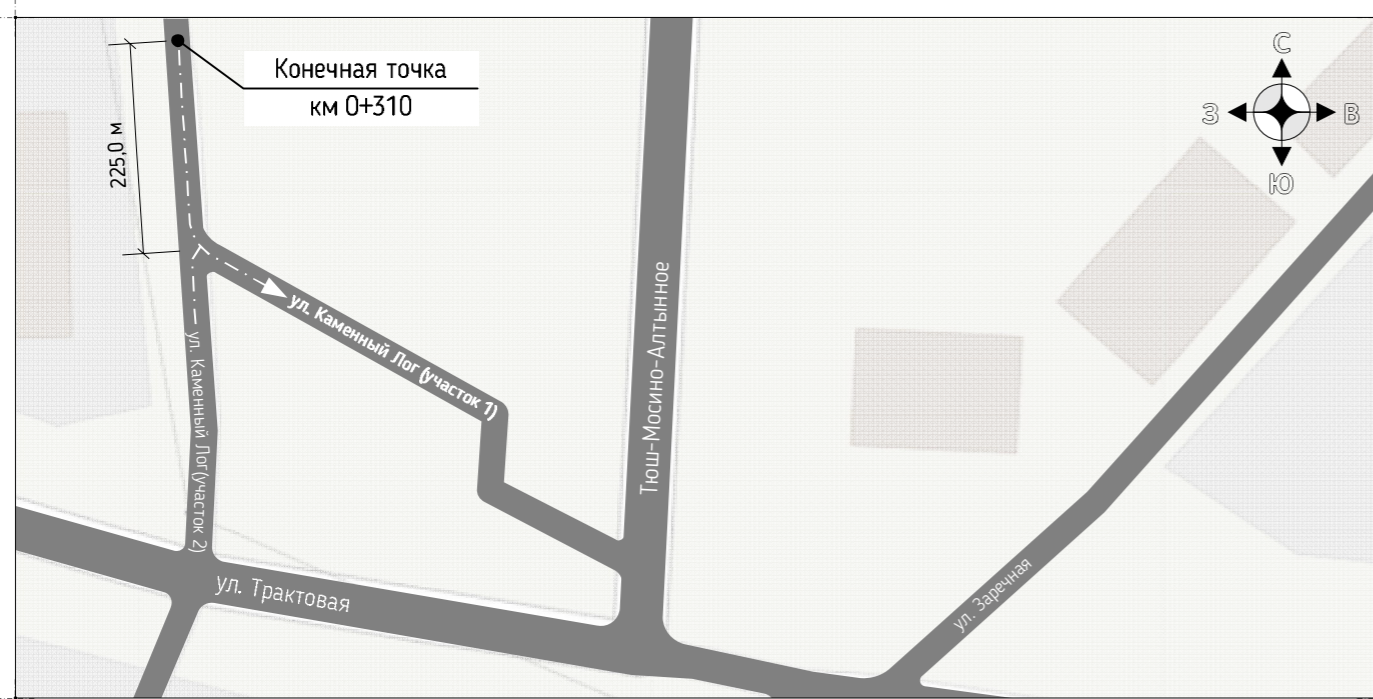 Конечная точка
км 0+310
225,0 м
С
З
В
Ю
ул. Каменный Лог (участок 1)
ул. Каменный Лог (участок 2)
Тюш-Мосино-Алтынное
ул. Трактовая
ул. Заречная